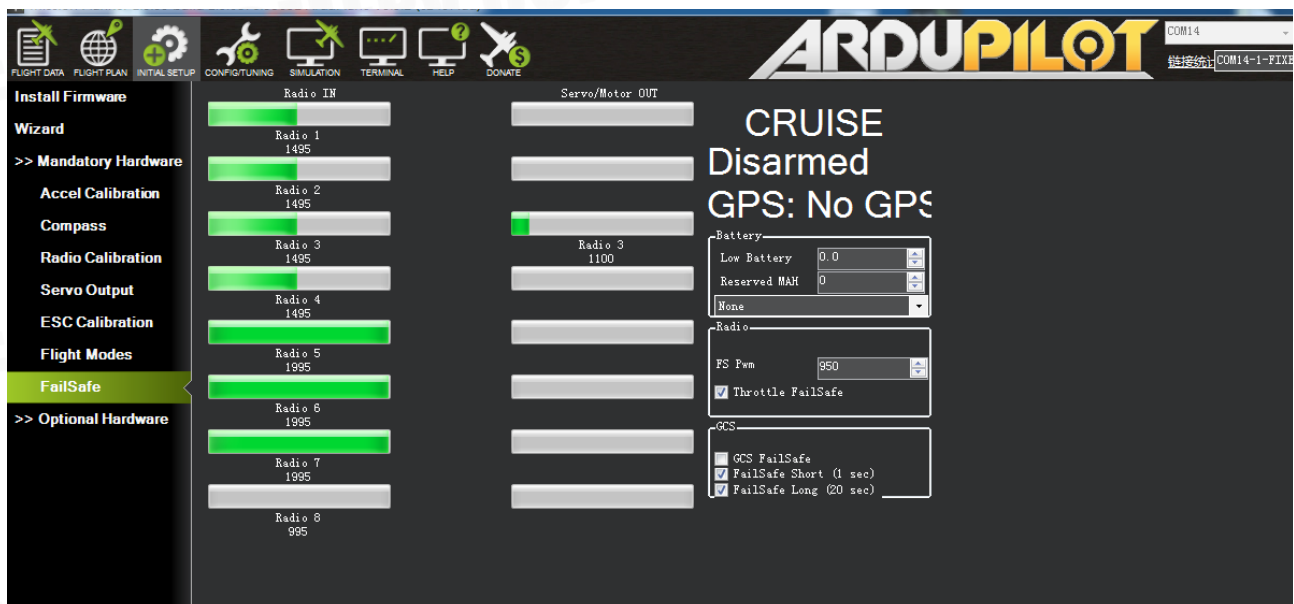 FLIGHT DATA FLIGHT PLAN INITIAL SETUP CONFIG/TUNING SIMULATION TERMINAL HELP DONATE
ARDUPILOT
COM14
链接统计 COM14-1-FIXE
Install Firmware
Wizard
>> Mandatory Hardware
Accel Calibration
Compass
Radio Calibration
Servo Output
ESC Calibration
Flight Modes
FailSafe
>> Optional Hardware
Radio IN
Radio 1
1495
Radio 2
1495
Radio 3
1495
Radio 4
1495
Radio 5
1995
Radio 6
1995
Radio 7
1995
Radio 8
995
Servo/Motor OUT
Radio 3
1100
CRUISE
Disarmed
GPS: No GPS
Battery
Low Battery 0.0
Reserved MAH 0
None
Radio
FS Pwm 950
Throttle FailSafe
GCS
GCS FailSafe
FailSafe Short (1 sec)
FailSafe Long (20 sec)